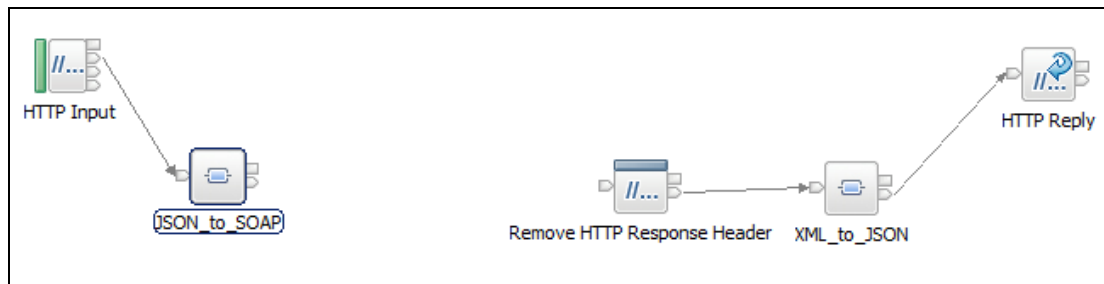 //...
HTTP Input
JSON_to_SOAP
//...
Remove HTTP Response Header
XML_to_JSON
//...
HTTP Reply